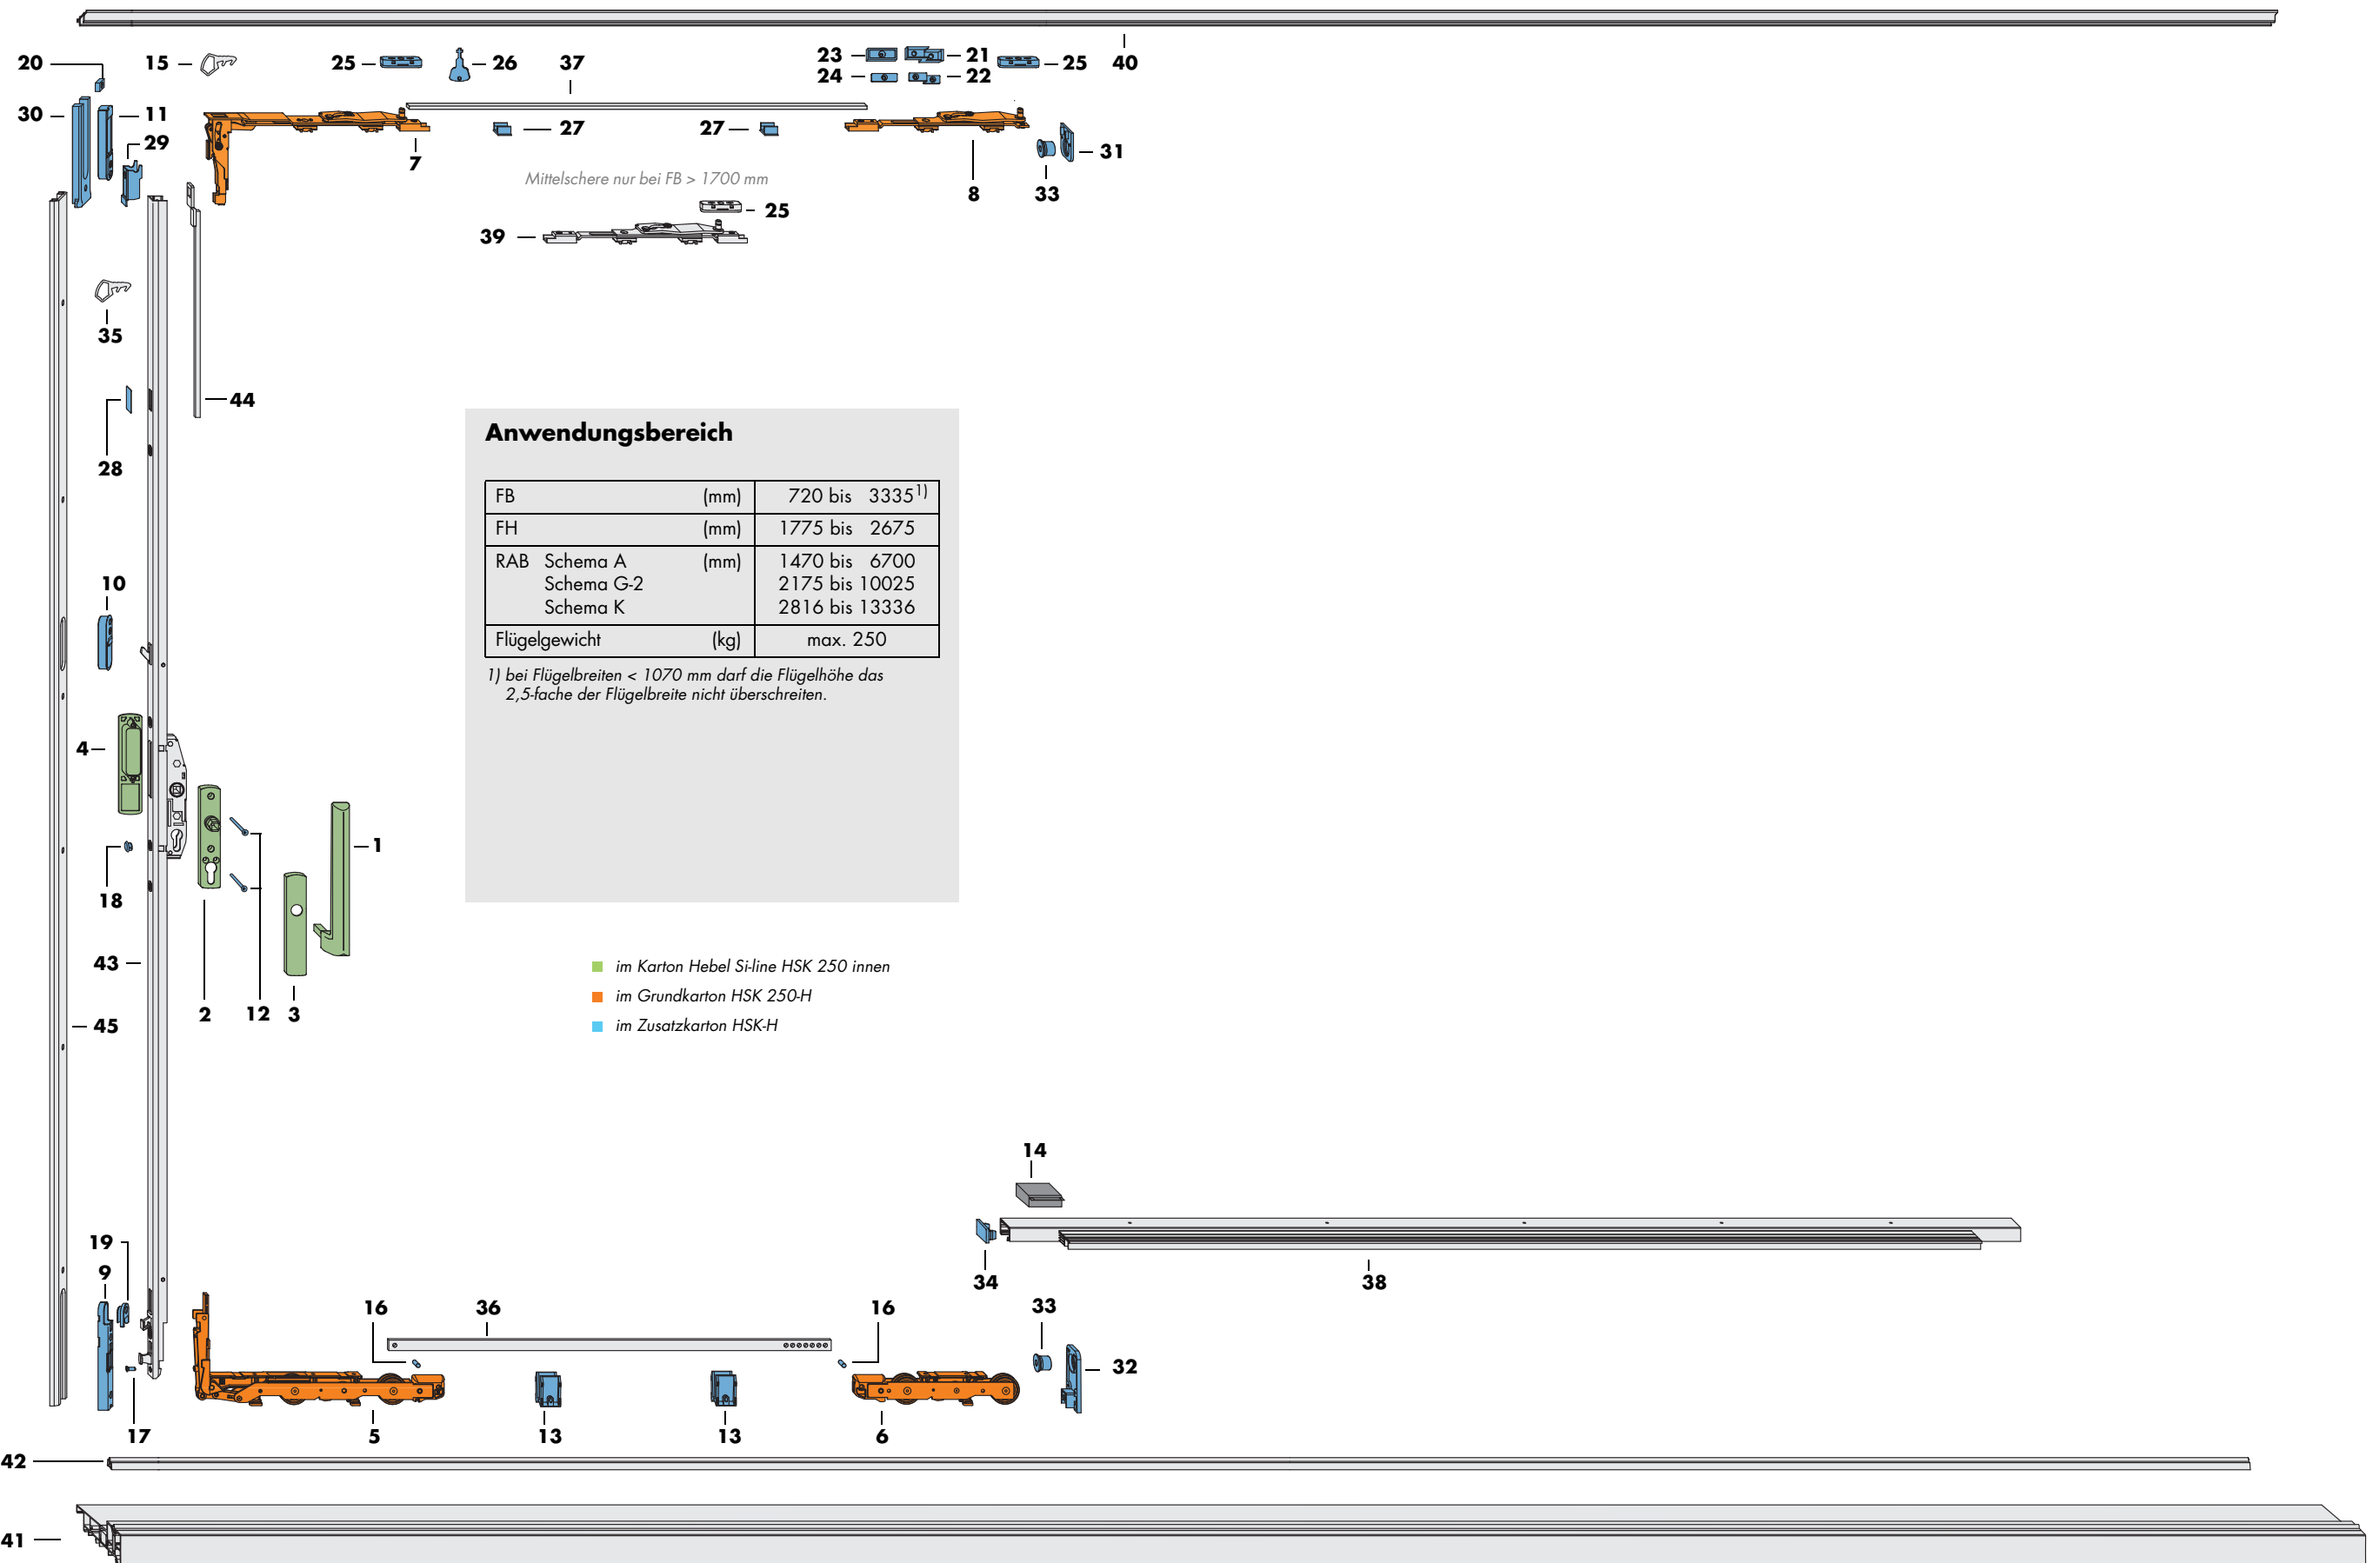 40
20 15 25 26 37 23 21 25
24 22
30 11
29
27 27
7 31
Mittelschere nur bei FB > 1700 mm
8 33
25
39
35
44
28
Anwendungsbereich
FB (mm) 720 bis 3335 1)
FH (mm) 1775 bis 2675
RAB Schema A (mm) 1470 bis 6700
Schema G-2 2175 bis 10025
Schema K 2816 bis 13336
Flügelgewicht (kg) max. 250
1) bei Flügelbreiten < 1070 mm darf die Flügelhöhe das
2,5-fache der Flügelbreite nicht überschreiten.
10
4
1
18
43
2 12 3
45
im Karton Hebel Si-line HSK 250 innen
im Grundkarton HSK 250-H
im Zusatzkarton HSK-H
14
19
9
34 38
16 36 16 33
32
17 5 13 13 6
42
41